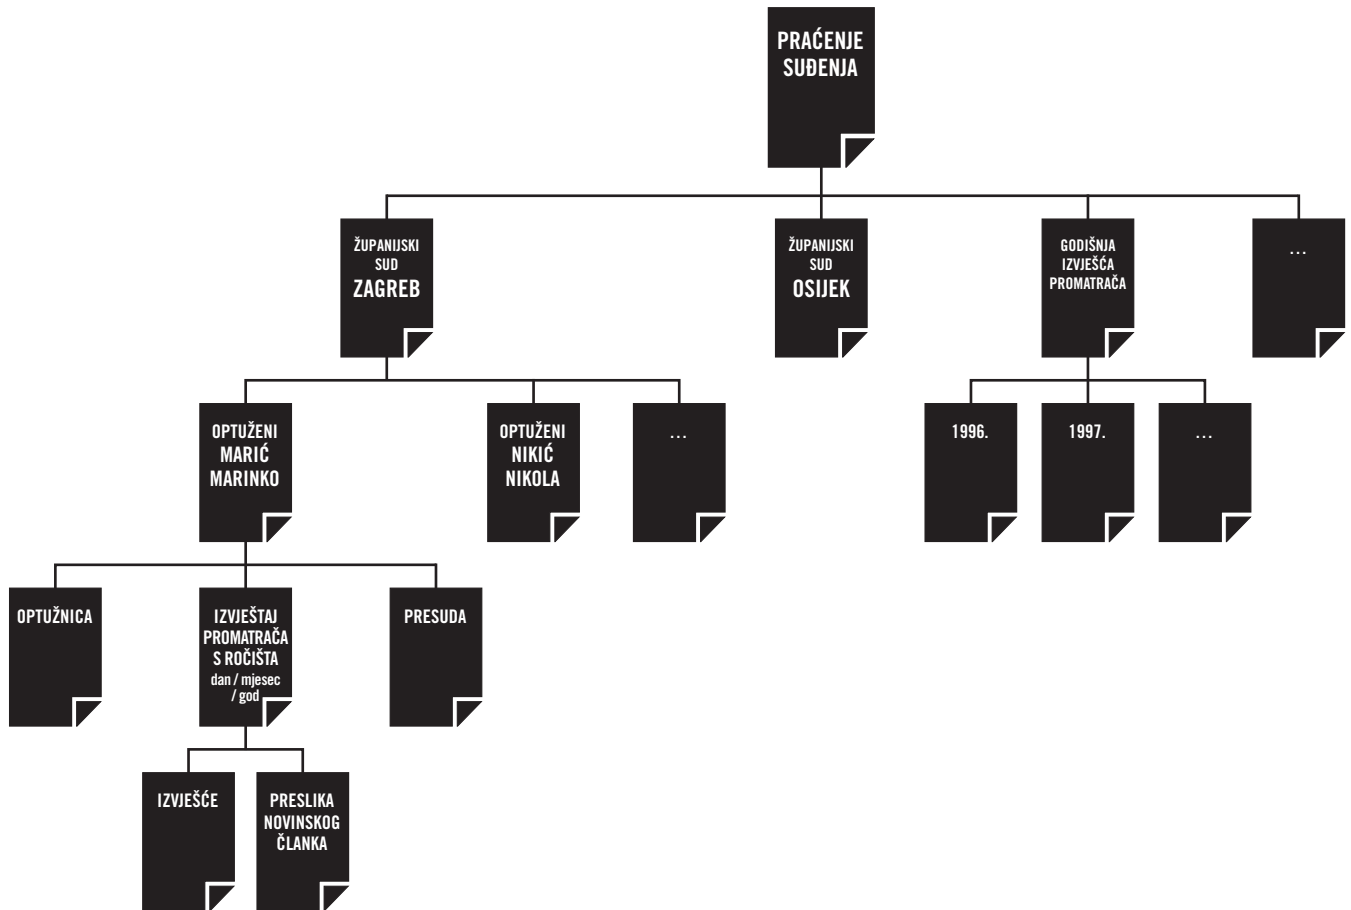 PRAĆENJE
SUĐENJA
ŽUPANIJSKI
SUD
ZAGREB
ŽUPANIJSKI
SUD
OSIJEK
GODIŠNJA
IZVJEŠĆA
PROMATRAČA
...
OPTUŽENI
MARIĆ
MARINKO
OPTUŽENI
NIKIĆ
NIKOLA
...
1996.
1997.
...
OPTUŽNICA
IZVJEŠTAJ
PROMATRAČA
S ROČIŠTA
dan / mjesec
/ god
PRESUDA
IZVJEŠĆE
PRESLIKA
NOVINSKOG
ČLANKA